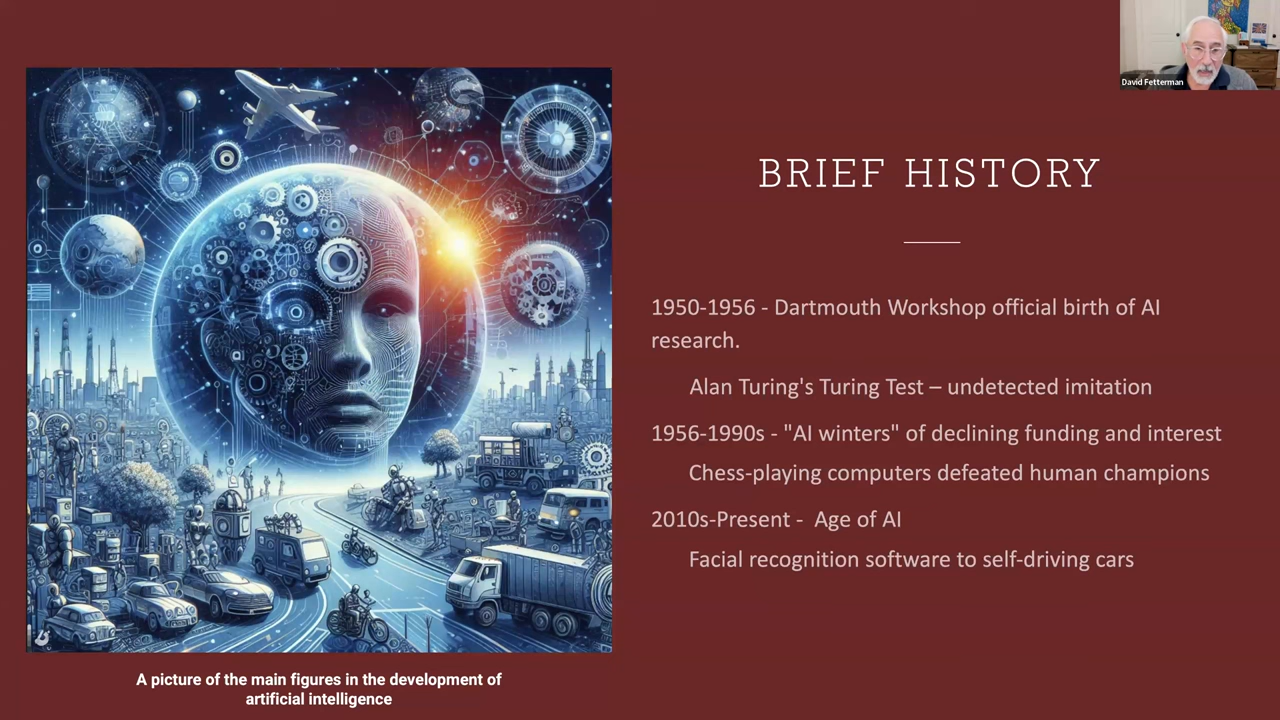 David Fetterman
BRIEF HISTORY
1950-1956 - Dartmouth Workshop official birth of AI
research.
Alan Turing's Turing Test – undetected imitation
1956-1990s - "AI winters" of declining funding and interest
Chess-playing computers defeated human champions
2010s-Present -  Age of AI
Facial recognition software to self-driving cars
A picture of the main figures in the development of
artificial intelligence